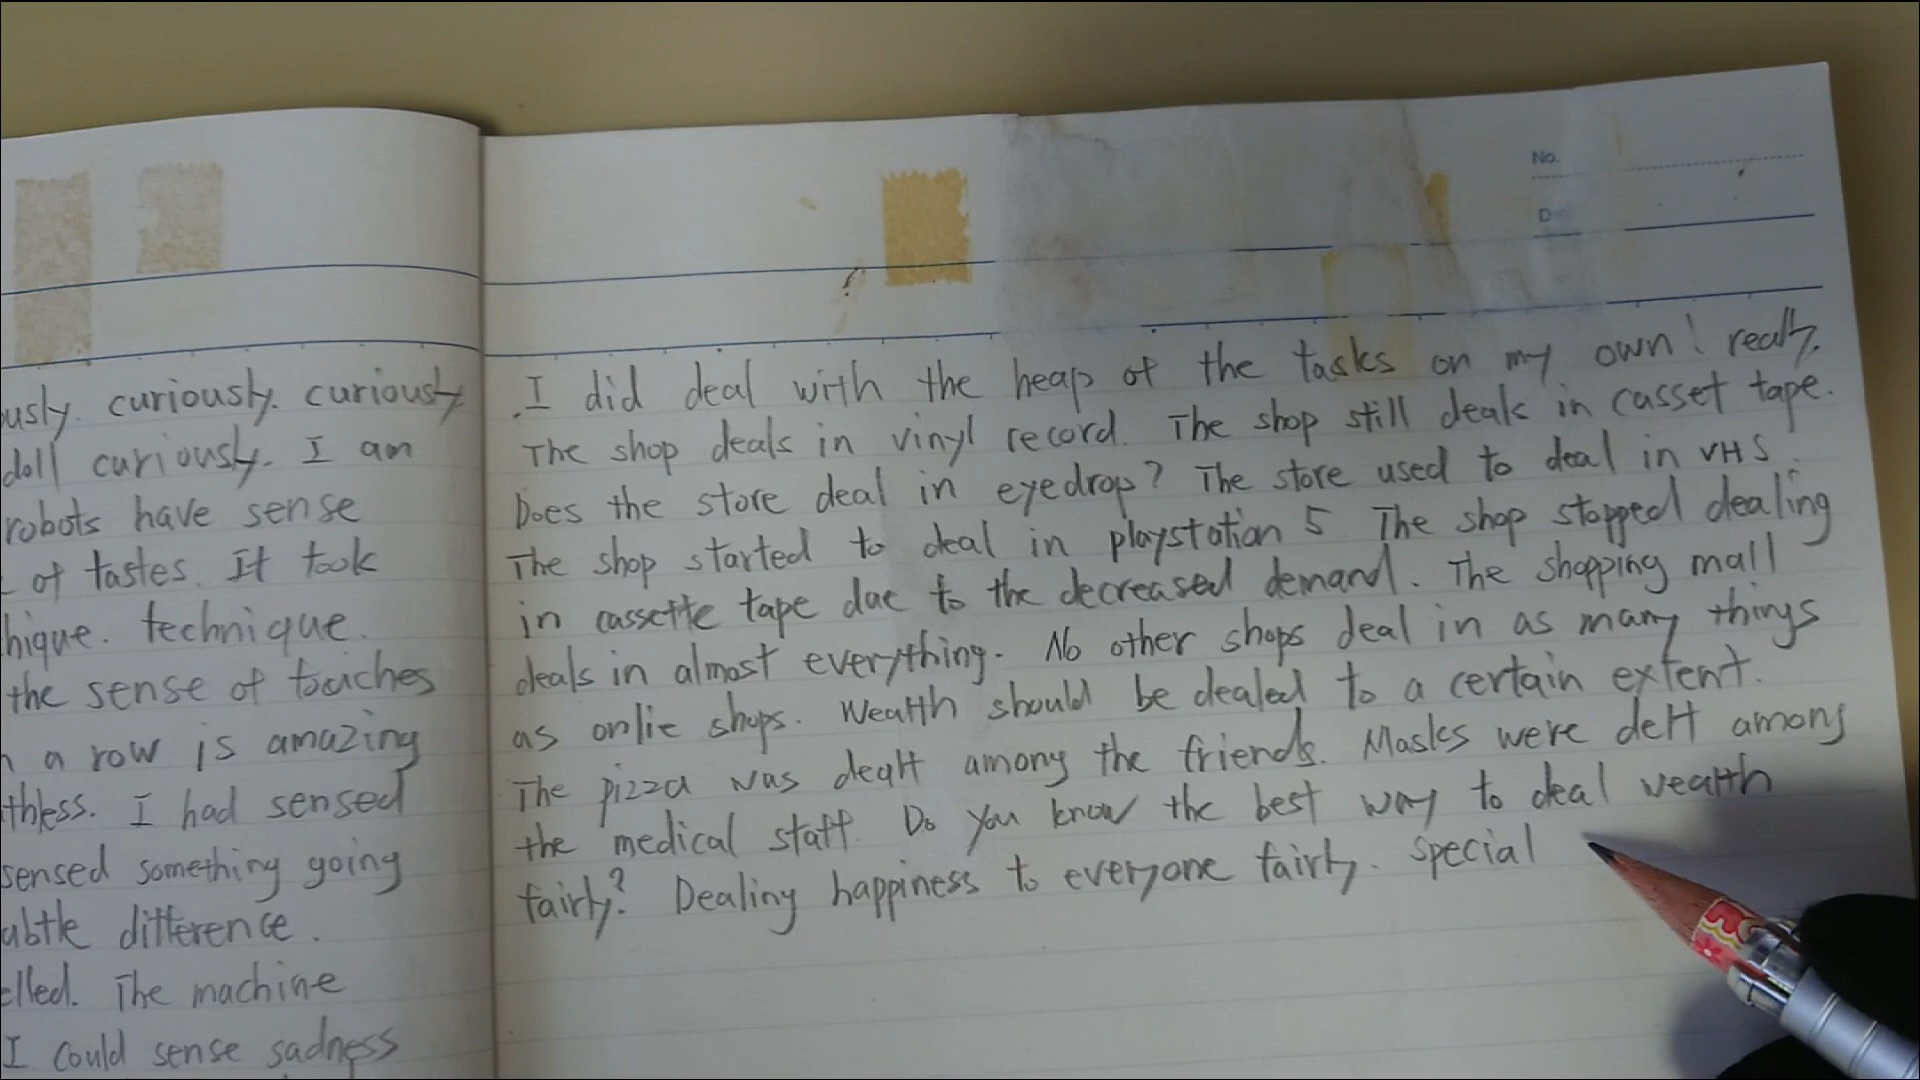 No.
D
usly. curiously. curiously
doll curiously. I am
robots have sense
of tastes. It took
hique. technique.
the sense of touches
a row is amazing
thless. I had sensed
sensed something going
ubtle difference.
elled. The machine
I could sense sadness
I did deal with the heap of the tasks on my own! really.
The shop deals in vinyl record. The shop still deals in casset tape.
Does the store deal in eyedrop? The store used to deal in VHS.
The shop started to deal in playstation 5. The shop stopped dealing
in cassette tape due to the decreased demand. The shopping mall
deals in almost everything. No other shops deal in as many things
as onlie shops. Wealth should be dealed to a certain extent.
The pizza was dealt among the friends. Masks were delt among
the medical staff. Do you know the best way to deal wealth
fairly? Dealing happiness to everyone fairly. special